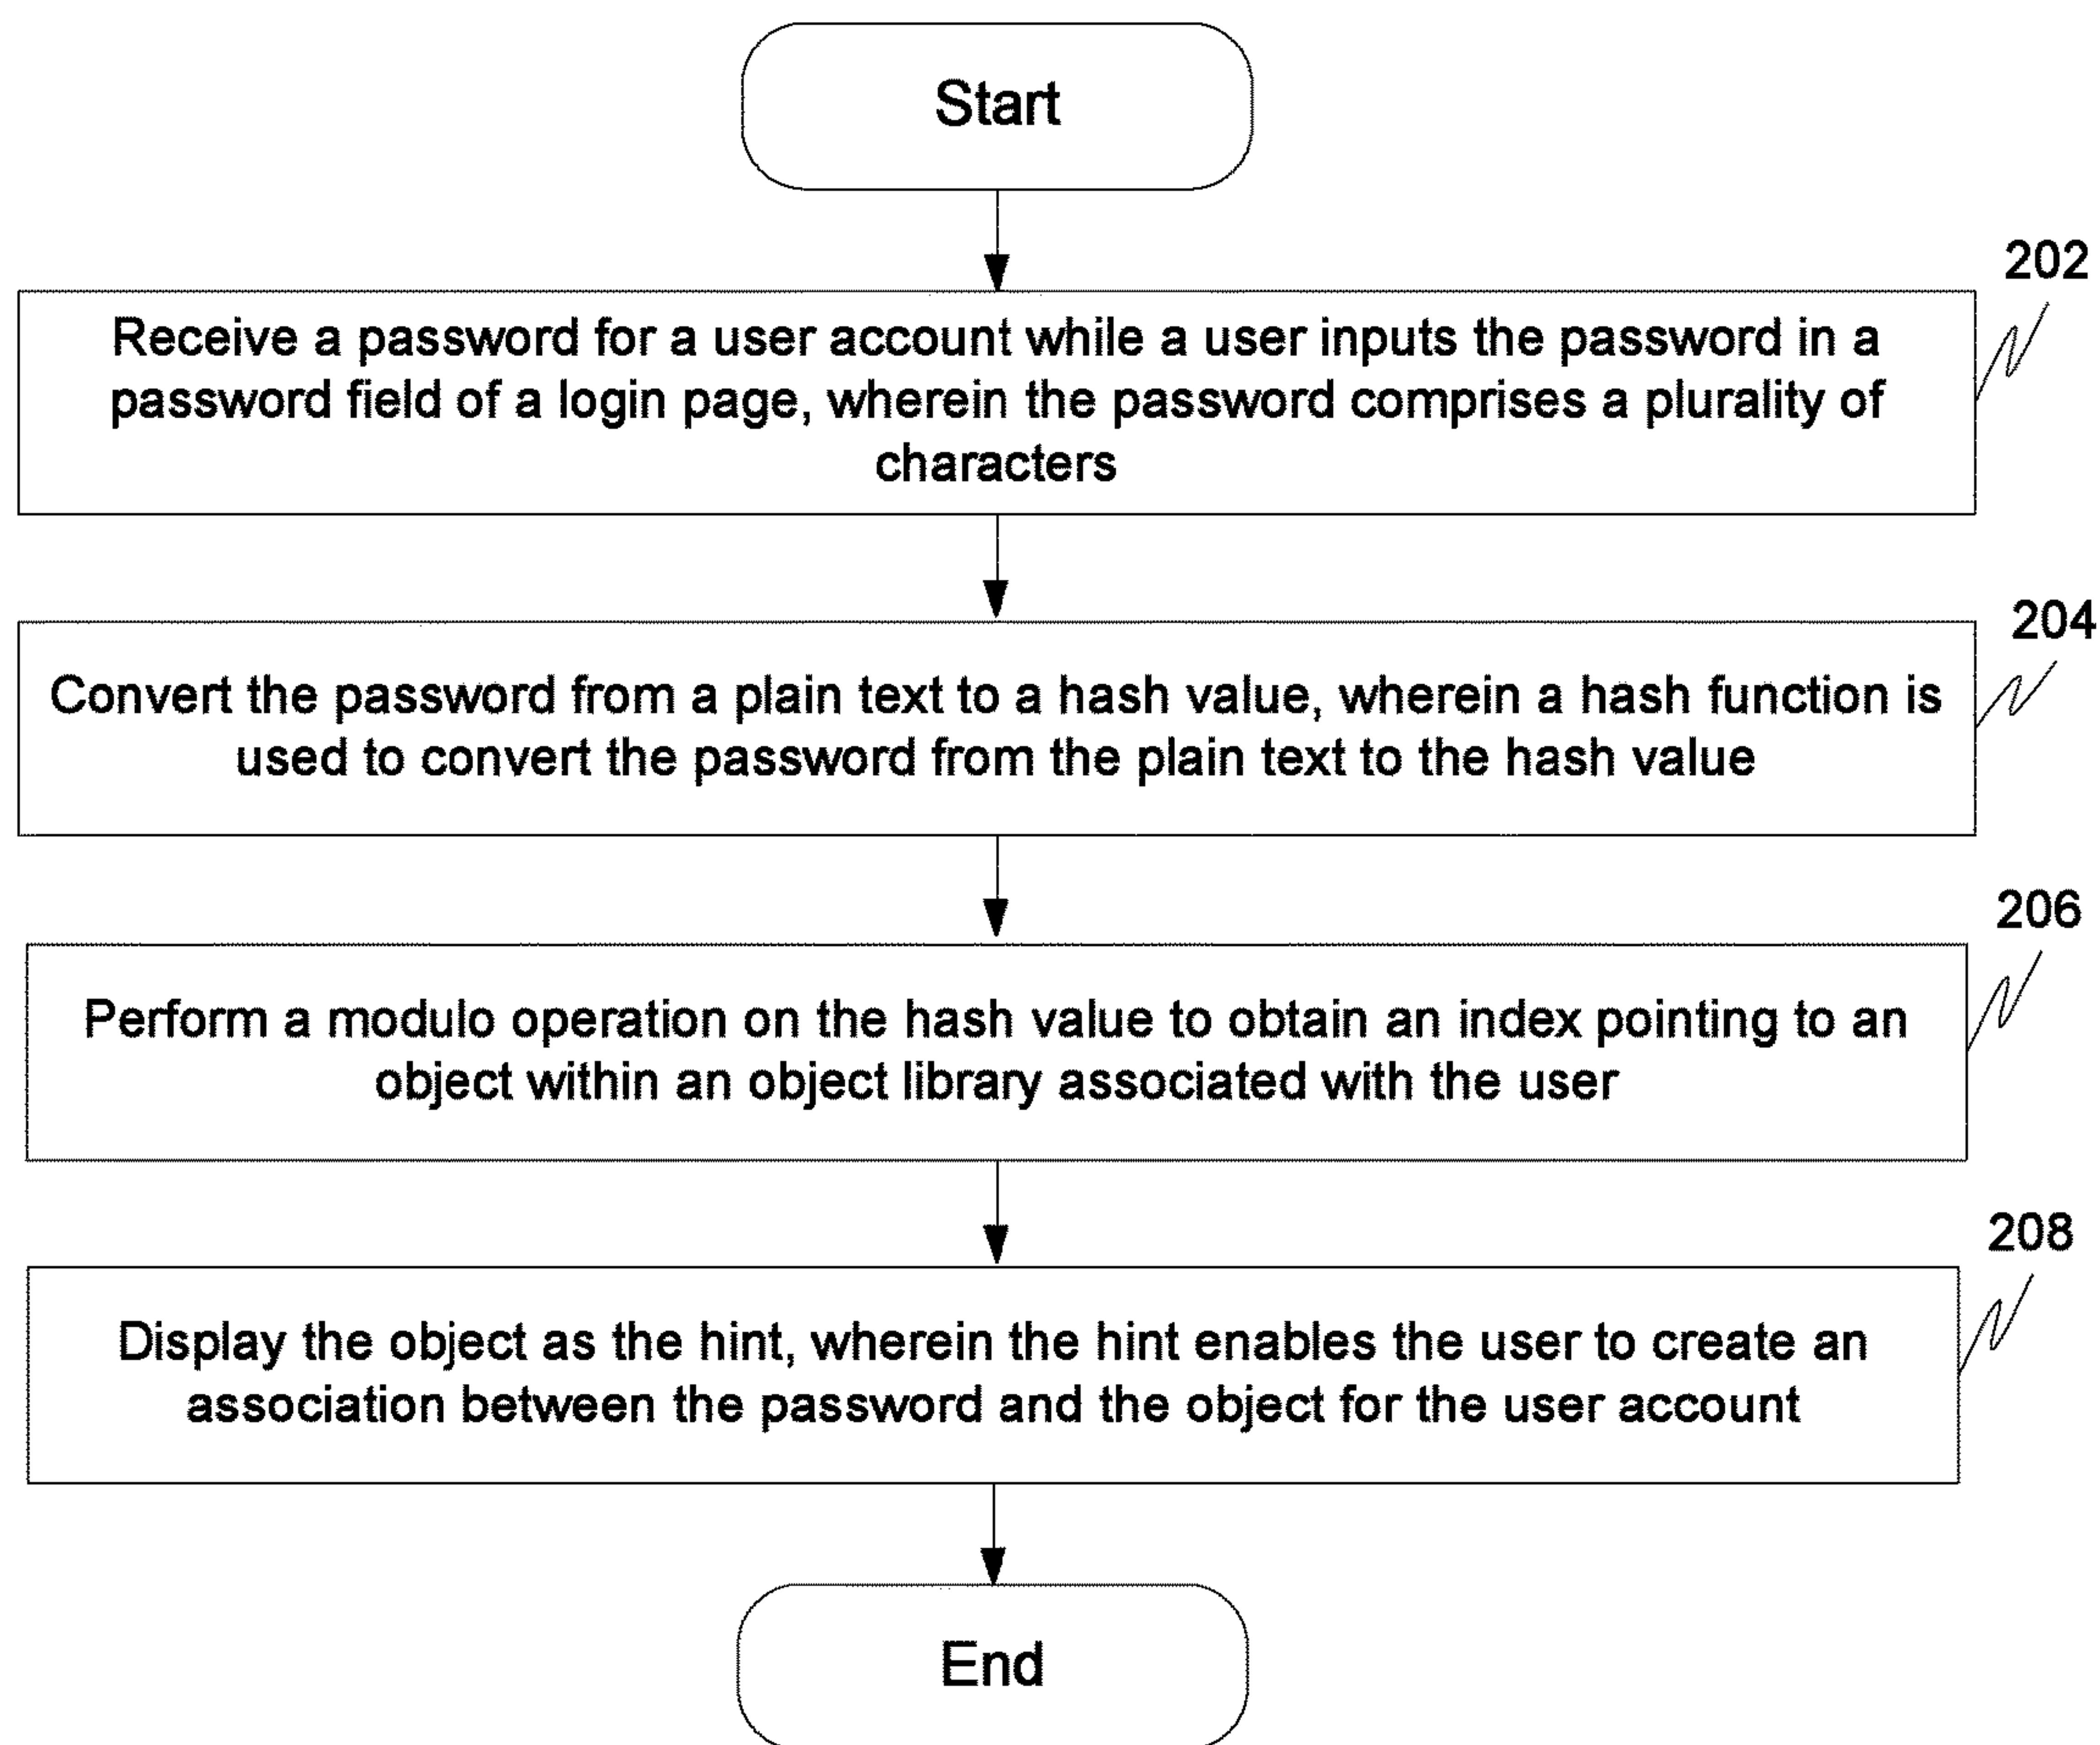 Start
202
Receive a password for a user account while a user inputs the password in a
password field of a login page, wherein the password comprises a plurality of
characters
204
Convert the password from a plain text to a hash value, wherein a hash function is
used to convert the password from the plain text to the hash value
206
Perform a modulo operation on the hash value to obtain an index pointing to an
object within an object library associated with the user
208
Display the object as the hint, wherein the hint enables the user to create an
association between the password and the object for the user account
End